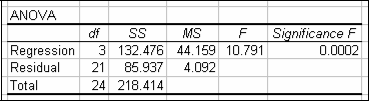 ANOVA
df SS MS F Significance F
Regression 3 132.476 44.159 10.791 0.0002
Residual 21 85.937 4.092
Total 24 218.414